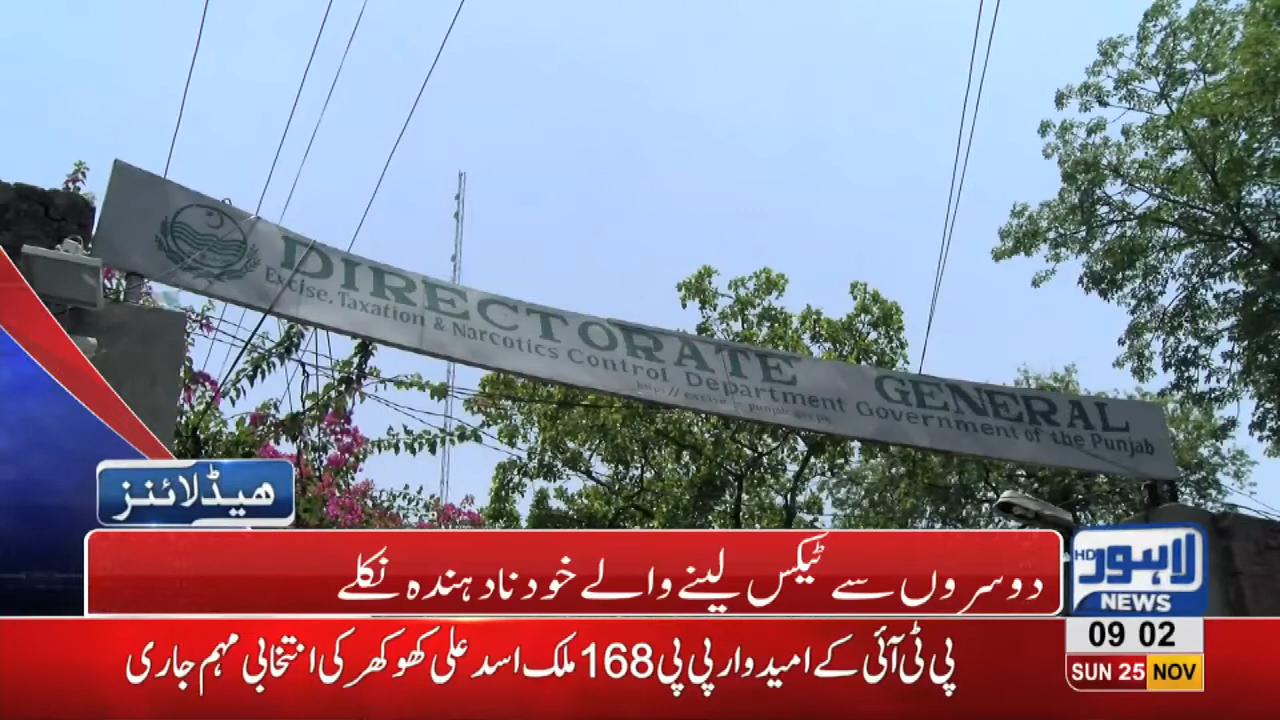 DIRECTORATE GENERAL
Excise, Taxation & Narcotics Control Department Government of the Punjab
ھیڈلائنز
دوسروں سے ٹیکس لینے والے خود نادہندہ نکلے
HD لاہور
NEWS
پی ٹی آئی کے امیدوار پی پی 168 ملک اسد علی کھوکھر کی انتخابی مہم جاری
09 02
SUN 25 NOV